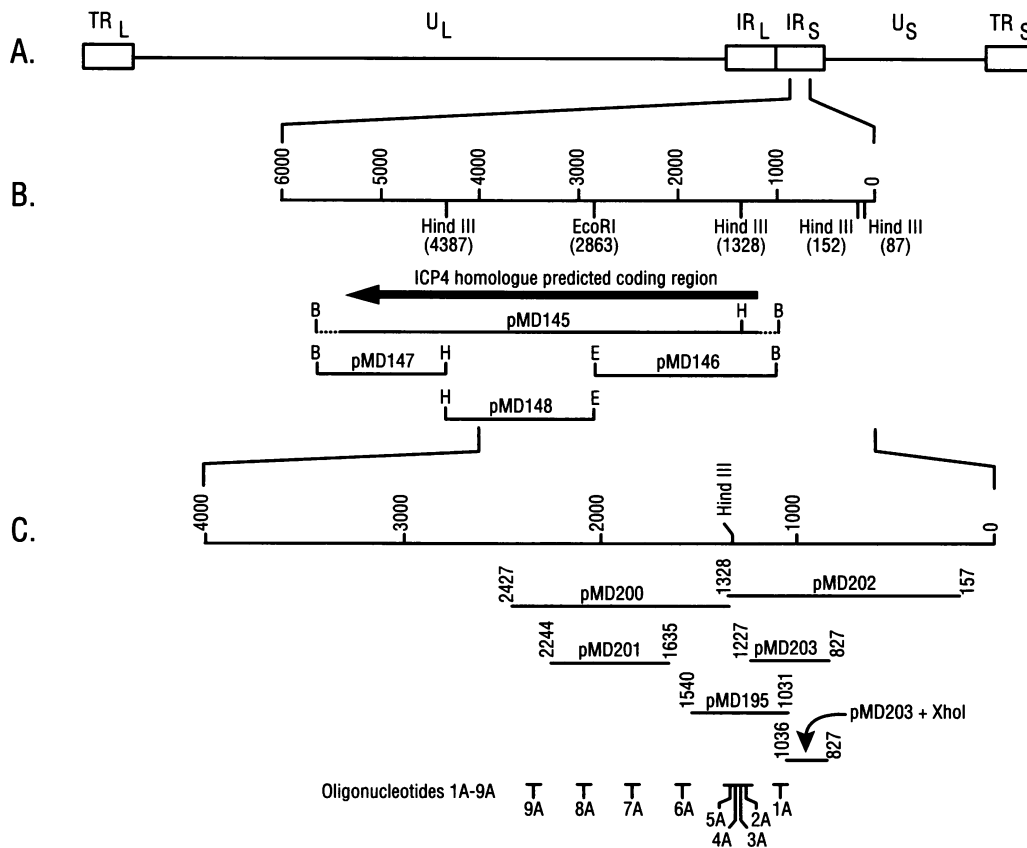 A.
TR L
U L
IR L
IR S
U S
TR S
B.
6000
5000
4000
3000
2000
1000
0
Hind III
(4387)
EcoRI
(2863)
Hind III
(1328)
Hind III
(152)
Hind III
(87)
ICP4 homologue predicted coding region
B
pMD145
H
B
B
pMD147
H
E
pMD146
B
H
pMD148
E
C.
4000
3000
2000
Hind III
1000
0
2427
pMD200
1328
pMD202
157
2244
pMD201
1635
1227
pMD203
827
1540
pMD195
1031
pMD203 + XhoI
1036
827
Oligonucleotides 1A-9A
9A
8A
7A
6A
5A
2A
1A
4A
3A